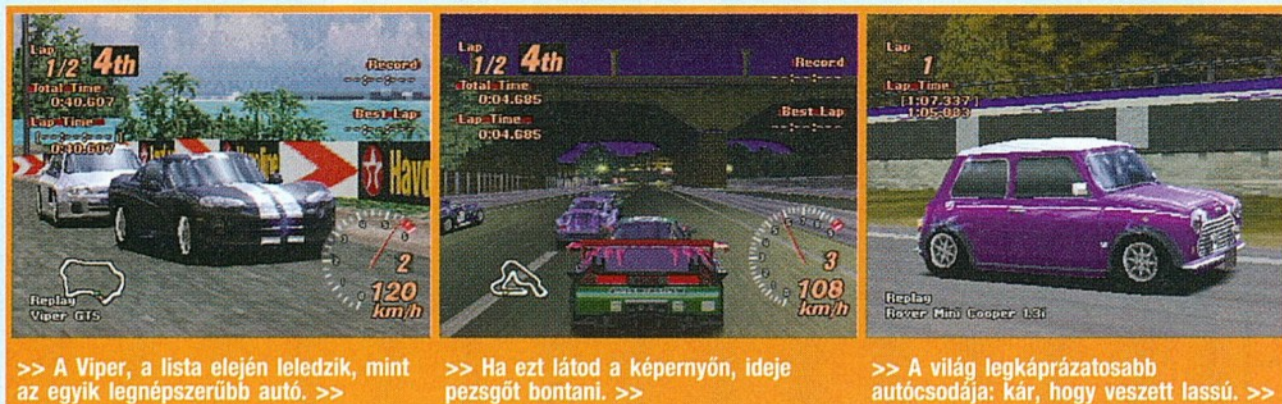 Lap
1/2 4th
Record
--:--.---
Total Time
0:40.607
Best Lap
--:--.---
Lap Time
0:40.607
Havo
2
120
km/h
Replay
Viper GTS
>> A Viper, a lista elején leledzik, mint
az egyik legnépszerűbb autó. >>
Lap
1/2 4th
Record
--:--.---
Total Time
0:04.685
Best Lap
--:--.---
Lap Time
0:04.685
3
108
km/h
>> Ha ezt látod a képernyőn, ideje
pezsgőt bontani. >>
Lap
1
Lap Time
[1:07.337]
Replay
Rover Mini Cooper 1.3i
>> A világ legkáprázatosabb
autócsodája: kár, hogy veszett lassú. >>